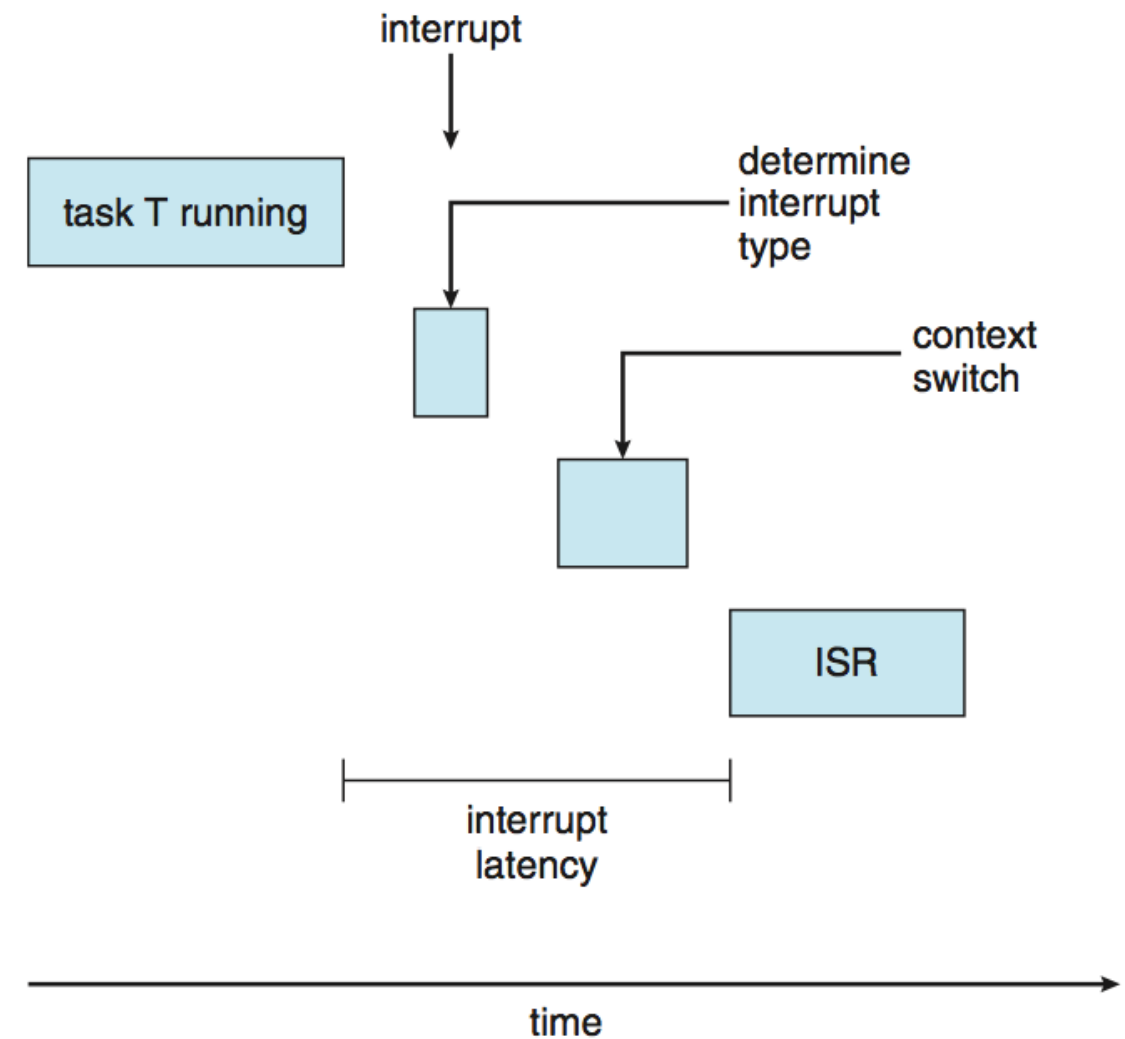 interrupt
task T running
determine
interrupt
type
context
switch
ISR
interrupt
latency
time